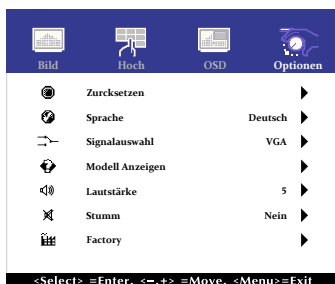 Bild Hoch OSD Optionen
Zurcksetzen
Sprache Deutsch
Signalauswahl VGA
Modell Anzeigen
Lautstärke 5
Stumm Nein
Factory
<Select> =Enter, <−,+> =Move, <Menu>=Exit